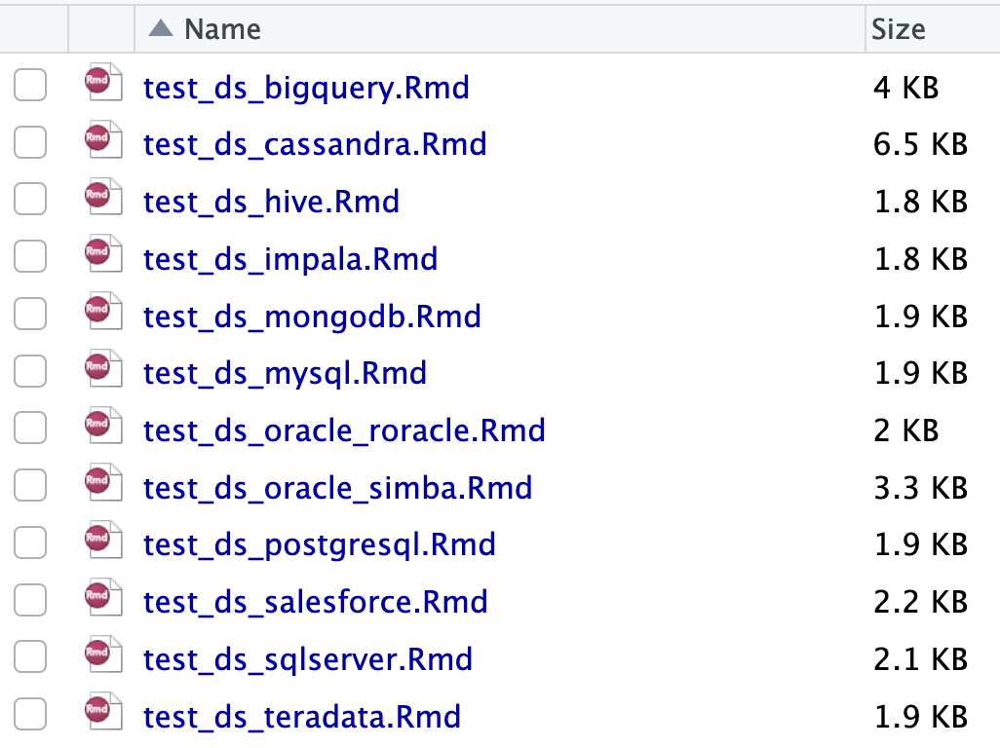 Name Size
Rmd test_ds_bigquery.Rmd 4 KB
Rmd test_ds_cassandra.Rmd 6.5 KB
Rmd test_ds_hive.Rmd 1.8 KB
Rmd test_ds_impala.Rmd 1.8 KB
Rmd test_ds_mongodb.Rmd 1.9 KB
Rmd test_ds_mysql.Rmd 1.9 KB
Rmd test_ds_oracle_roracle.Rmd 2 KB
Rmd test_ds_oracle_simba.Rmd 3.3 KB
Rmd test_ds_postgresql.Rmd 1.9 KB
Rmd test_ds_salesforce.Rmd 2.2 KB
Rmd test_ds_sqlserver.Rmd 2.1 KB
Rmd test_ds_teradata.Rmd 1.9 KB